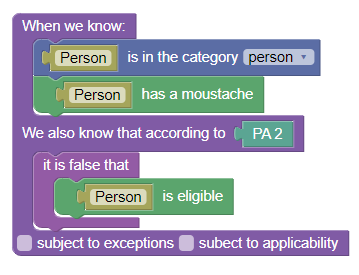 When we know:
Person is in the category person
Person has a moustache
We also know that according to PA 2
it is false that
Person is eligible
subject to exceptions subect to applicability